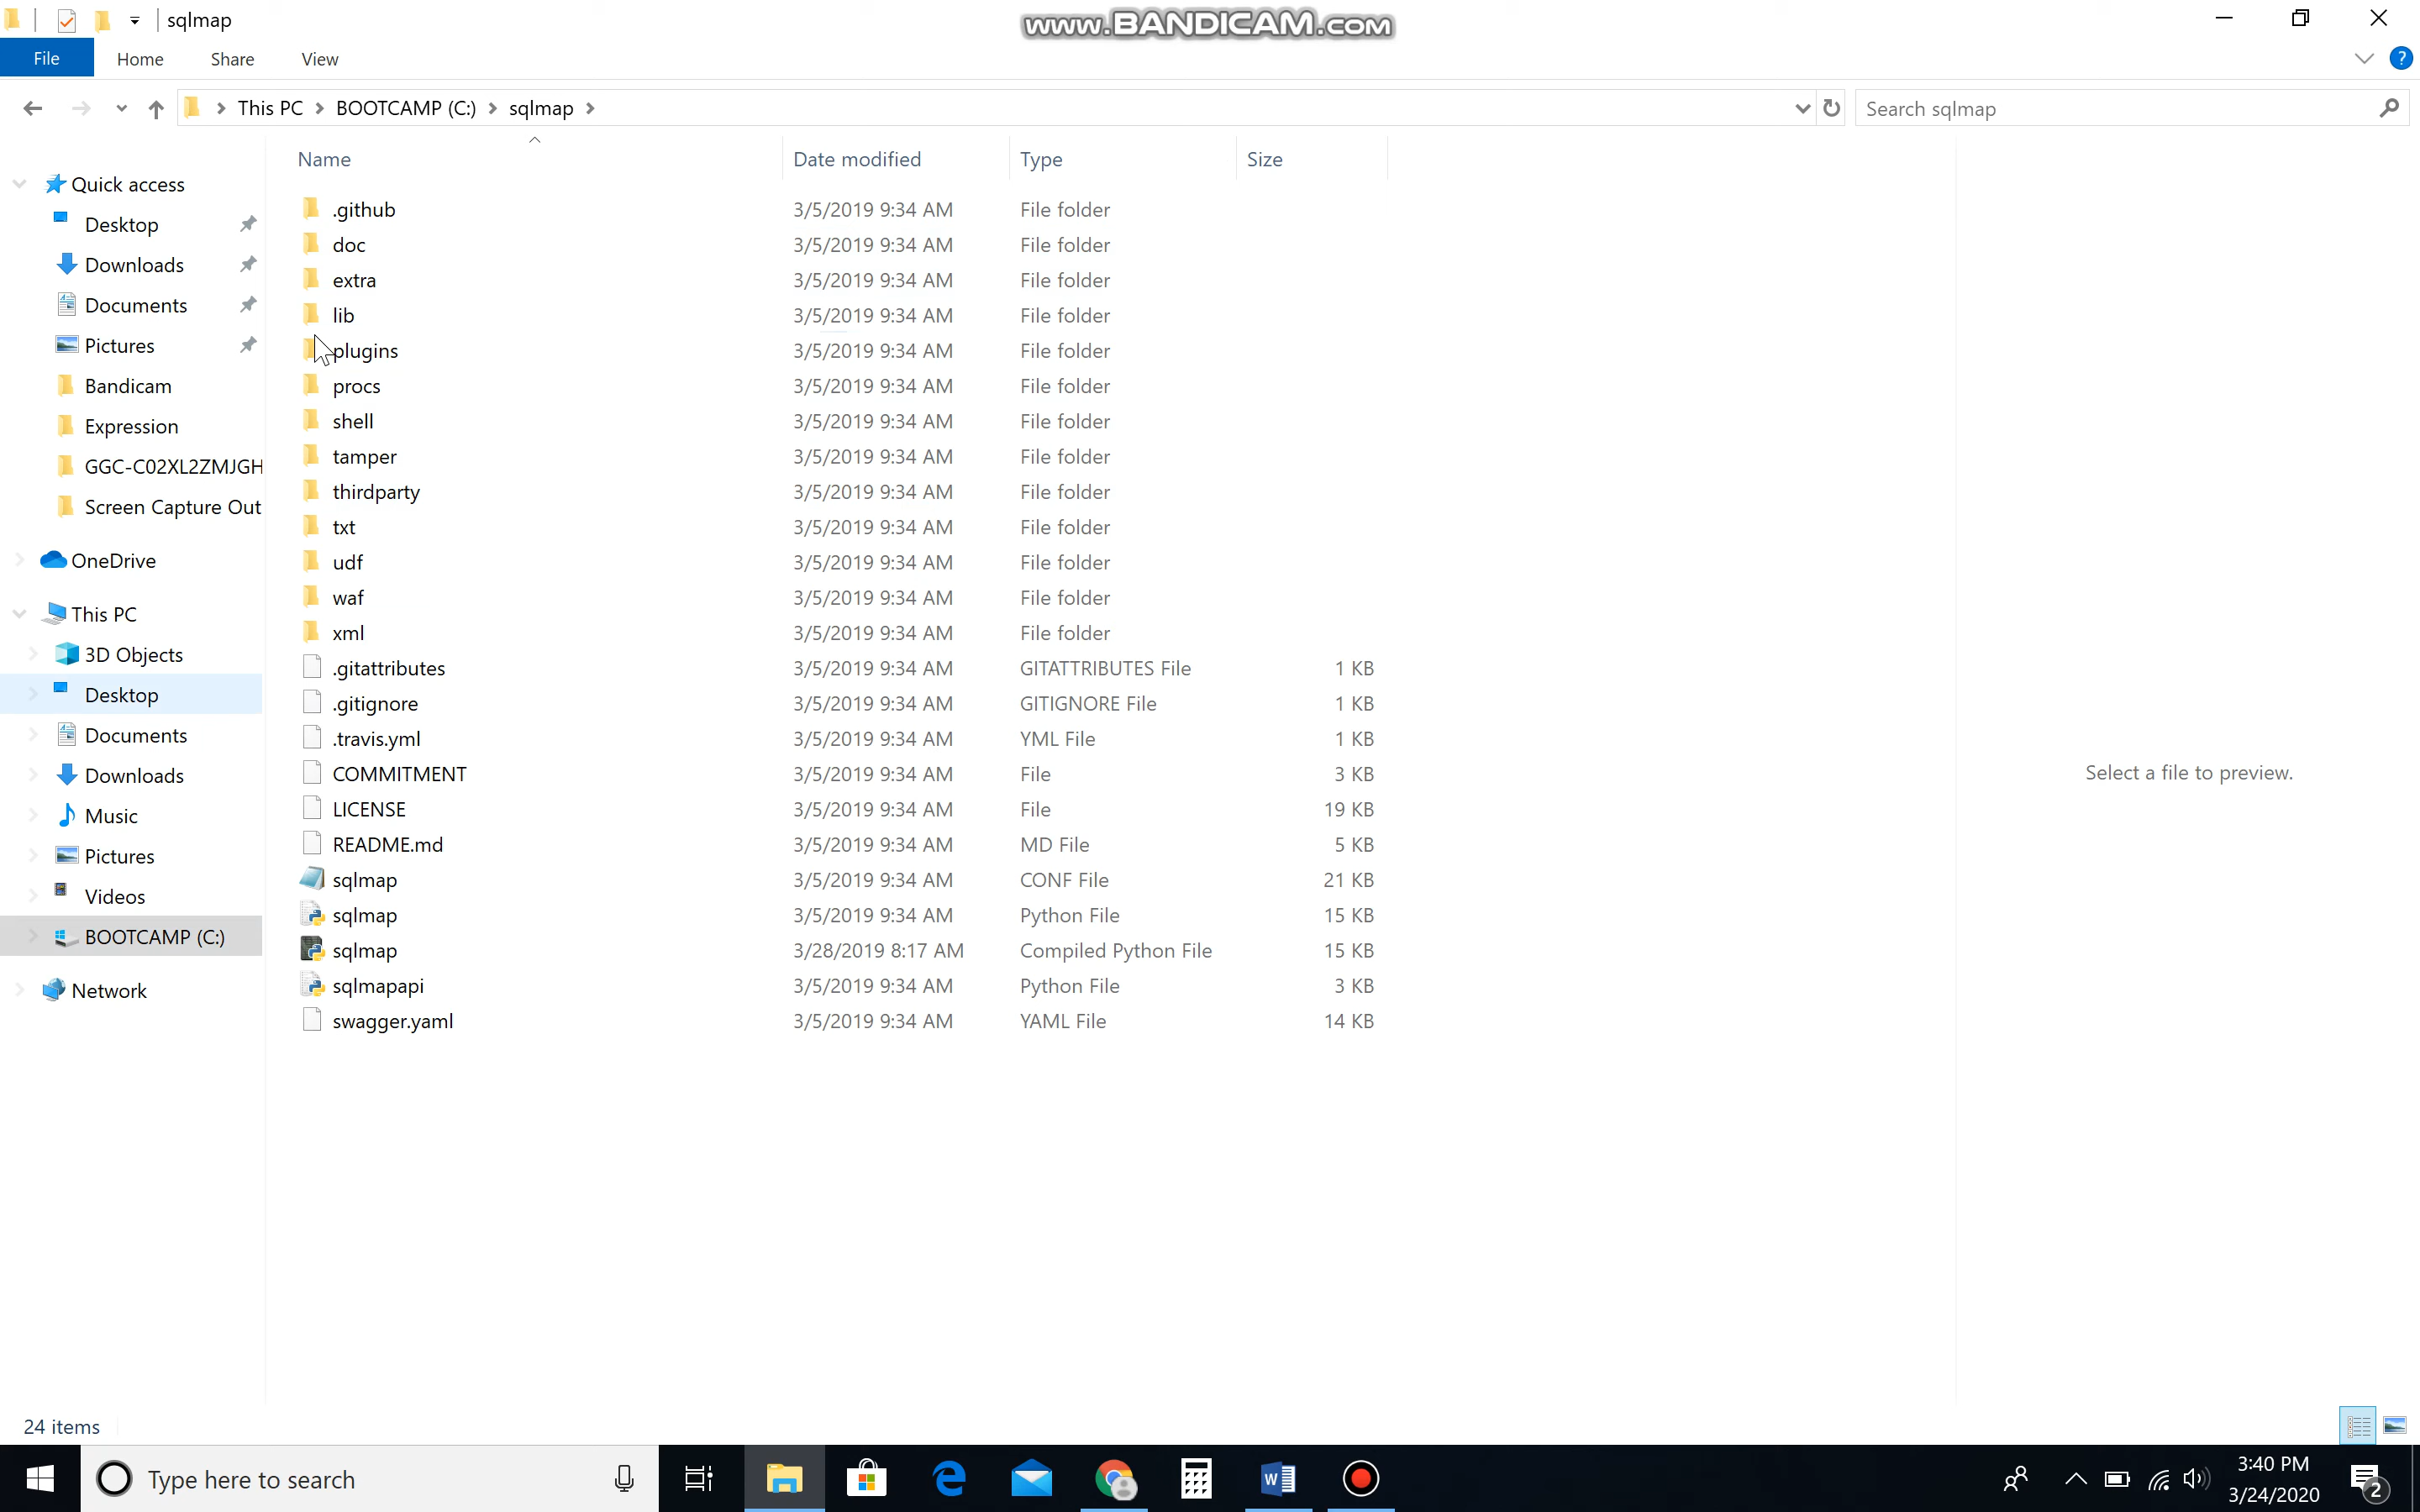 sqlmap
www.BANDICAM.com
File Home Share View
This PC BOOTCAMP (C:) sqlmap
Search sqlmap
Name Date modified Type Size
Quick access
Desktop
Downloads
Documents
Pictures
Bandicam
Expression
GGC-C02XL2ZMJGH
Screen Capture Out
OneDrive
This PC
3D Objects
Desktop
Documents
Downloads
Music
Pictures
Videos
BOOTCAMP (C:)
Network
.github 3/5/2019 9:34 AM File folder
doc 3/5/2019 9:34 AM File folder
extra 3/5/2019 9:34 AM File folder
lib 3/5/2019 9:34 AM File folder
plugins 3/5/2019 9:34 AM File folder
procs 3/5/2019 9:34 AM File folder
shell 3/5/2019 9:34 AM File folder
tamper 3/5/2019 9:34 AM File folder
thirdparty 3/5/2019 9:34 AM File folder
txt 3/5/2019 9:34 AM File folder
udf 3/5/2019 9:34 AM File folder
waf 3/5/2019 9:34 AM File folder
xml 3/5/2019 9:34 AM File folder
.gitattributes 3/5/2019 9:34 AM GITATTRIBUTES File 1 KB
.gitignore 3/5/2019 9:34 AM GITIGNORE File 1 KB
.travis.yml 3/5/2019 9:34 AM YML File 1 KB
COMMITMENT 3/5/2019 9:34 AM File 3 KB
LICENSE 3/5/2019 9:34 AM File 19 KB
README.md 3/5/2019 9:34 AM MD File 5 KB
sqlmap 3/5/2019 9:34 AM CONF File 21 KB
sqlmap 3/5/2019 9:34 AM Python File 15 KB
sqlmap 3/28/2019 8:17 AM Compiled Python File 15 KB
sqlmapapi 3/5/2019 9:34 AM Python File 3 KB
swagger.yaml 3/5/2019 9:34 AM YAML File 14 KB
Select a file to preview.
24 items
Type here to search
3:40 PM
3/24/2020
2